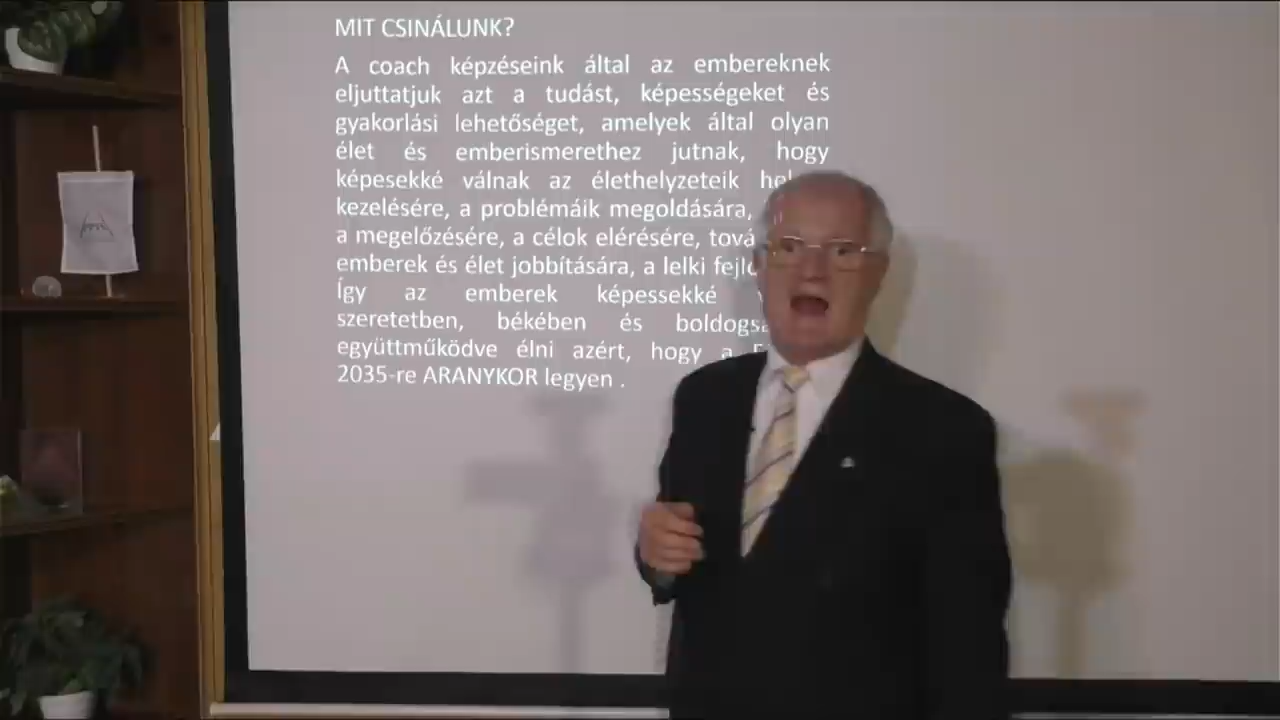 MIT CSINÁLUNK?
A coach képzéseink által az embereknek
eljuttatjuk azt a tudást, képességeket és
gyakorlási lehetőséget, amelyek által olyan
élet és emberismerethez jutnak, hogy
képesekké válnak az élethelyzeteik
kezelésére, a problémáik megoldására,
a megelőzésére, a célok elérésére,
emberek és élet jobbítására, a lelki
Így az emberek képessekké
szeretetben, békében és
együttműködve élni azért, hogy a
2035-re ARANYKOR legyen .